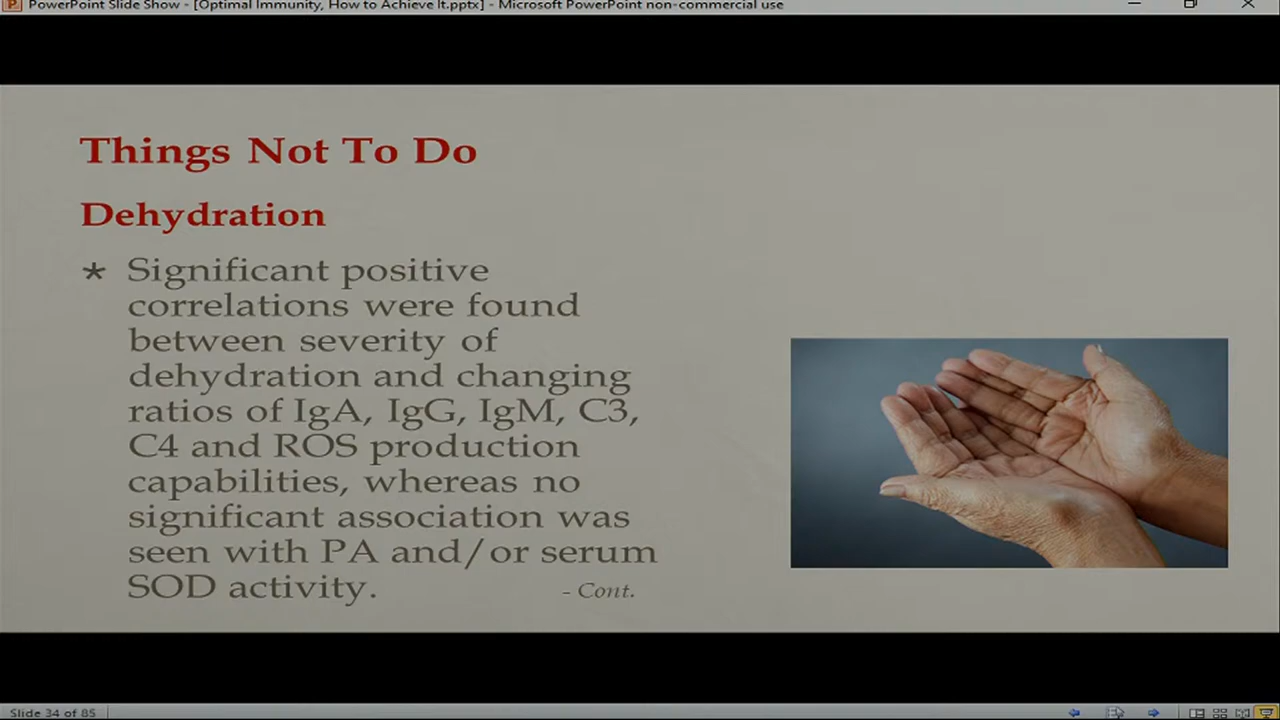 PowerPoint Slide Show - [Optimal Immunity, How to Achieve It.pptx] - Microsoft PowerPoint non-commercial use
Things Not To Do
Dehydration
* Significant positive
correlations were found
between severity of
dehydration and changing
ratios of IgA, IgG, IgM, C3,
C4 and ROS production
capabilities, whereas no
significant association was
seen with PA and/or serum
SOD activity.
- Cont.
Slide 34 of 85